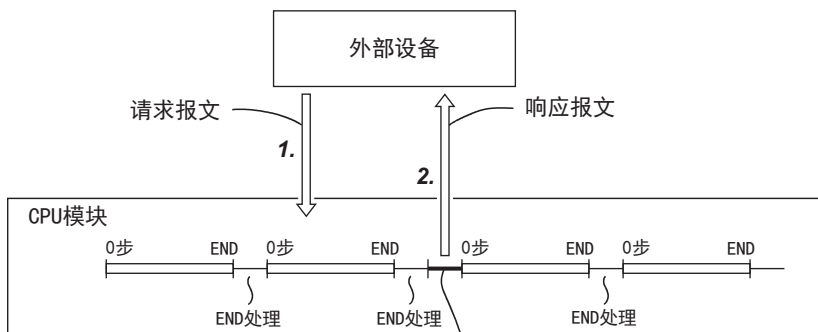 外部设备
请求报文
响应报文
1.
2.
CPU模块
0步 END 0步 END 0步 END 0步 END
END处理 END处理 END处理